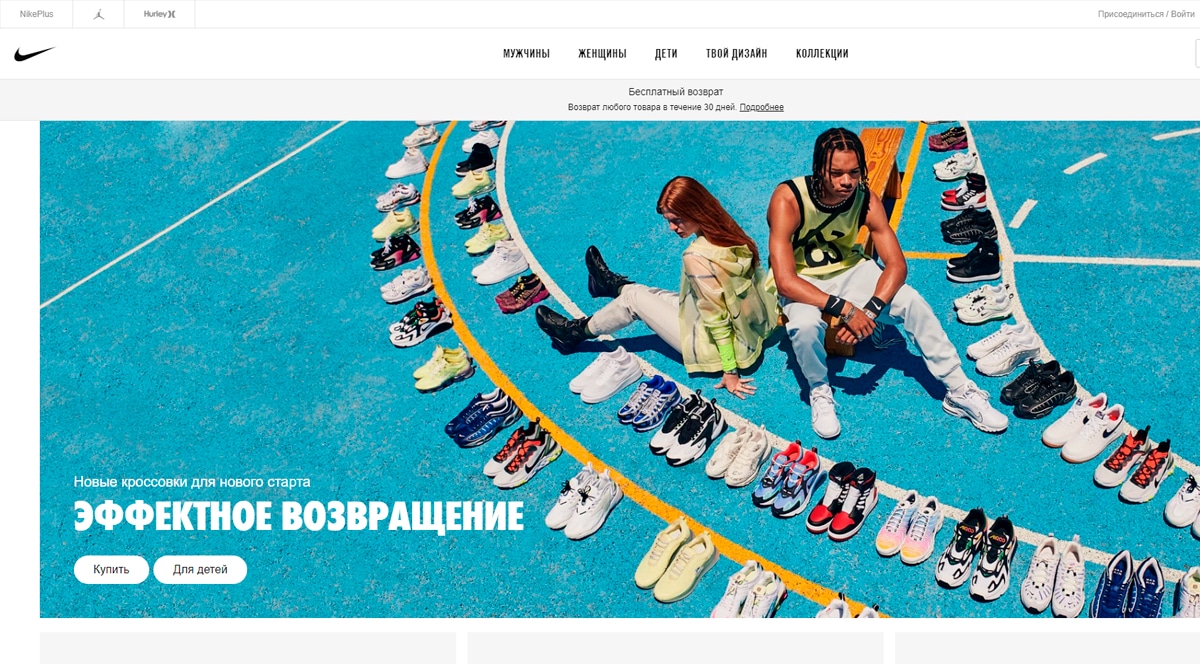 NikePlus
Hurley
Присоединиться / Войти
МУЖЧИНЫ ЖЕНЩИНЫ ДЕТИ ТВОЙ ДИЗАЙН КОЛЛЕКЦИИ
Бесплатный возврат
Возврат любого товара в течение 30 дней. Подробнее
Новые кроссовки для нового старта
ЭФФЕКТНОЕ ВОЗВРАЩЕНИЕ
Купить Для детей